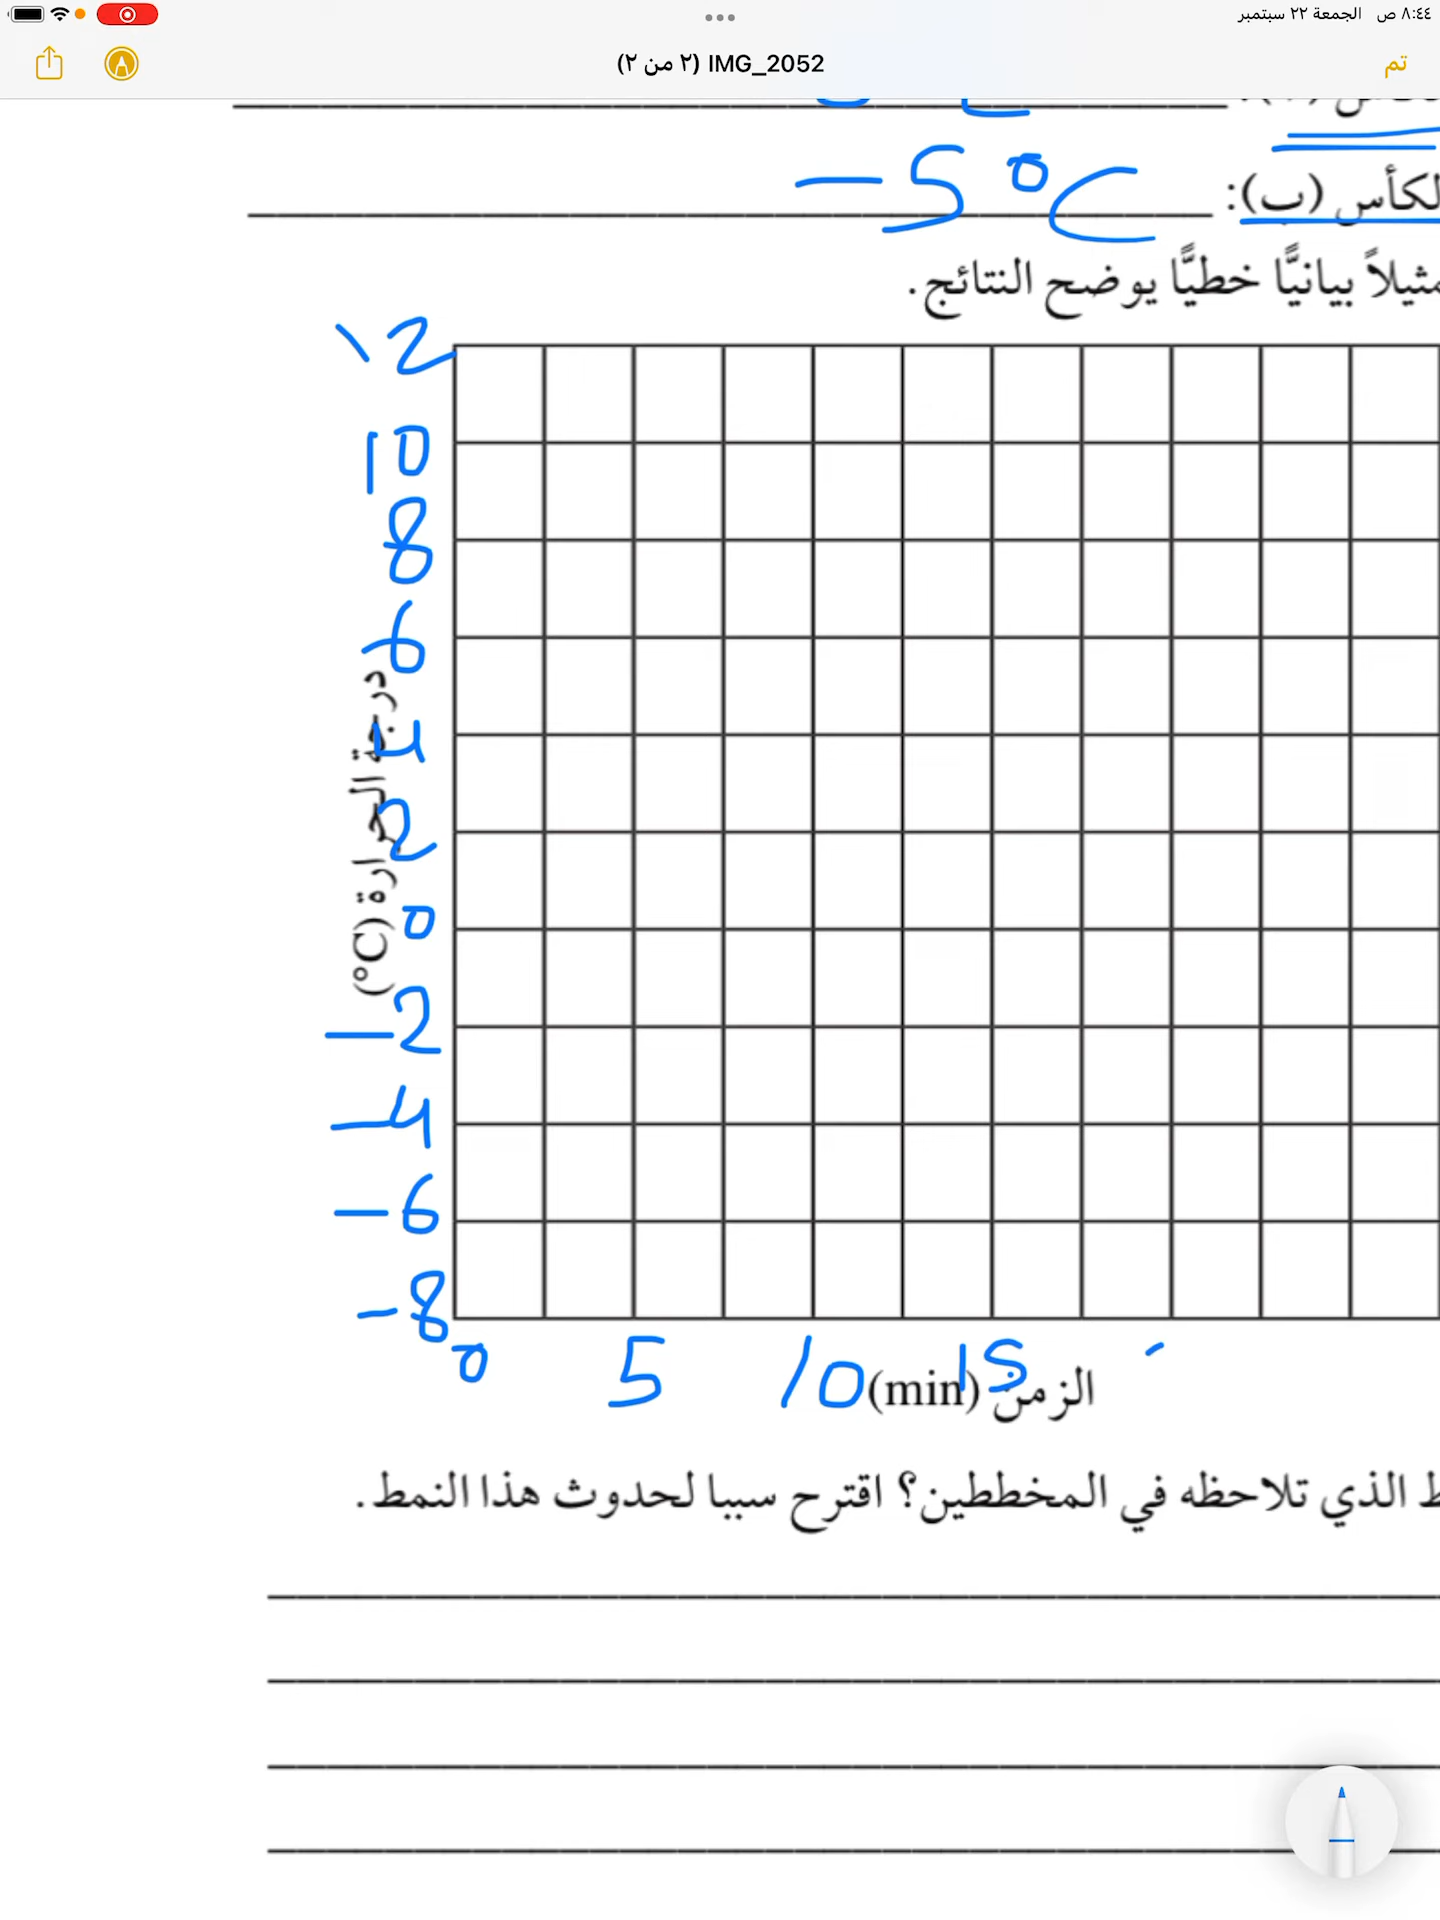 ٨:٤٤ ص الجمعة ٢٢ سبتمبر
IMG_2052 (٢ من ٢)
تم
لكأس (ب): −5°C
بيانيًّا خطيًّا يوضح النتائج.
12
10
8
6
4
2
0
−2
−4
−6
−8
درجة الحرارة (°C)
0 5 10 15
الزمن (min)
الذي تلاحظه في المخططين؟ اقترح سببا لحدوث هذا النمط.